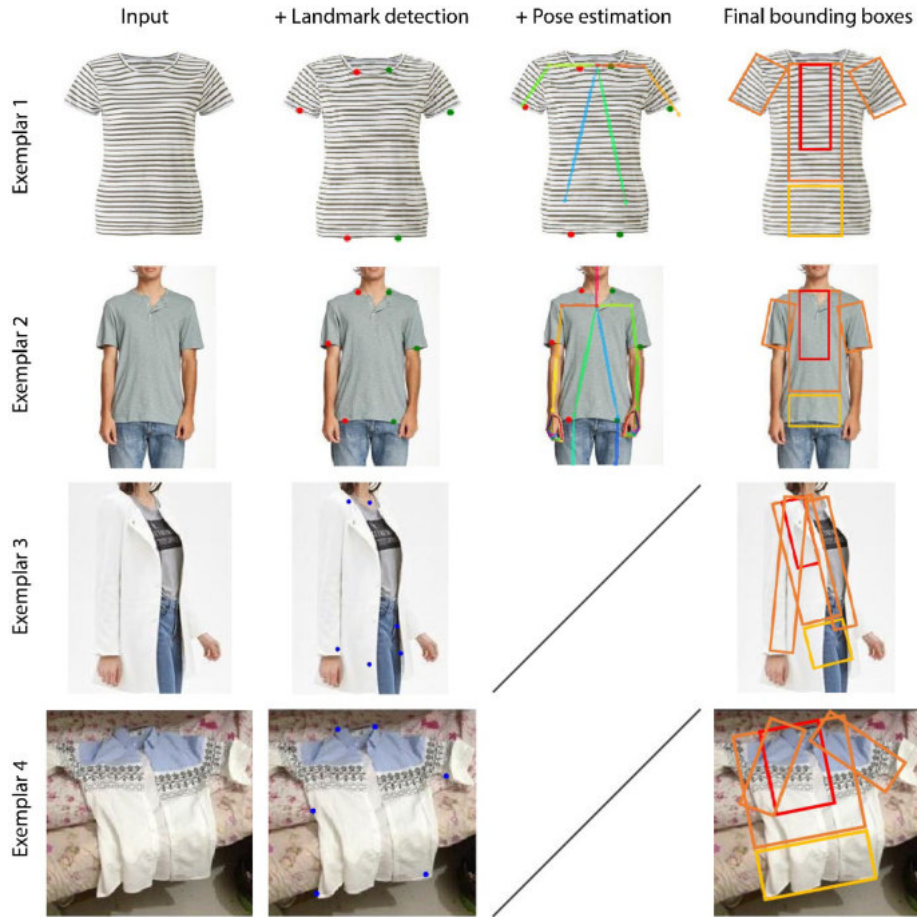 Input
+ Landmark detection
+ Pose estimation
Final bounding boxes
Exemplar 1
Exemplar 2
Exemplar 3
Exemplar 4